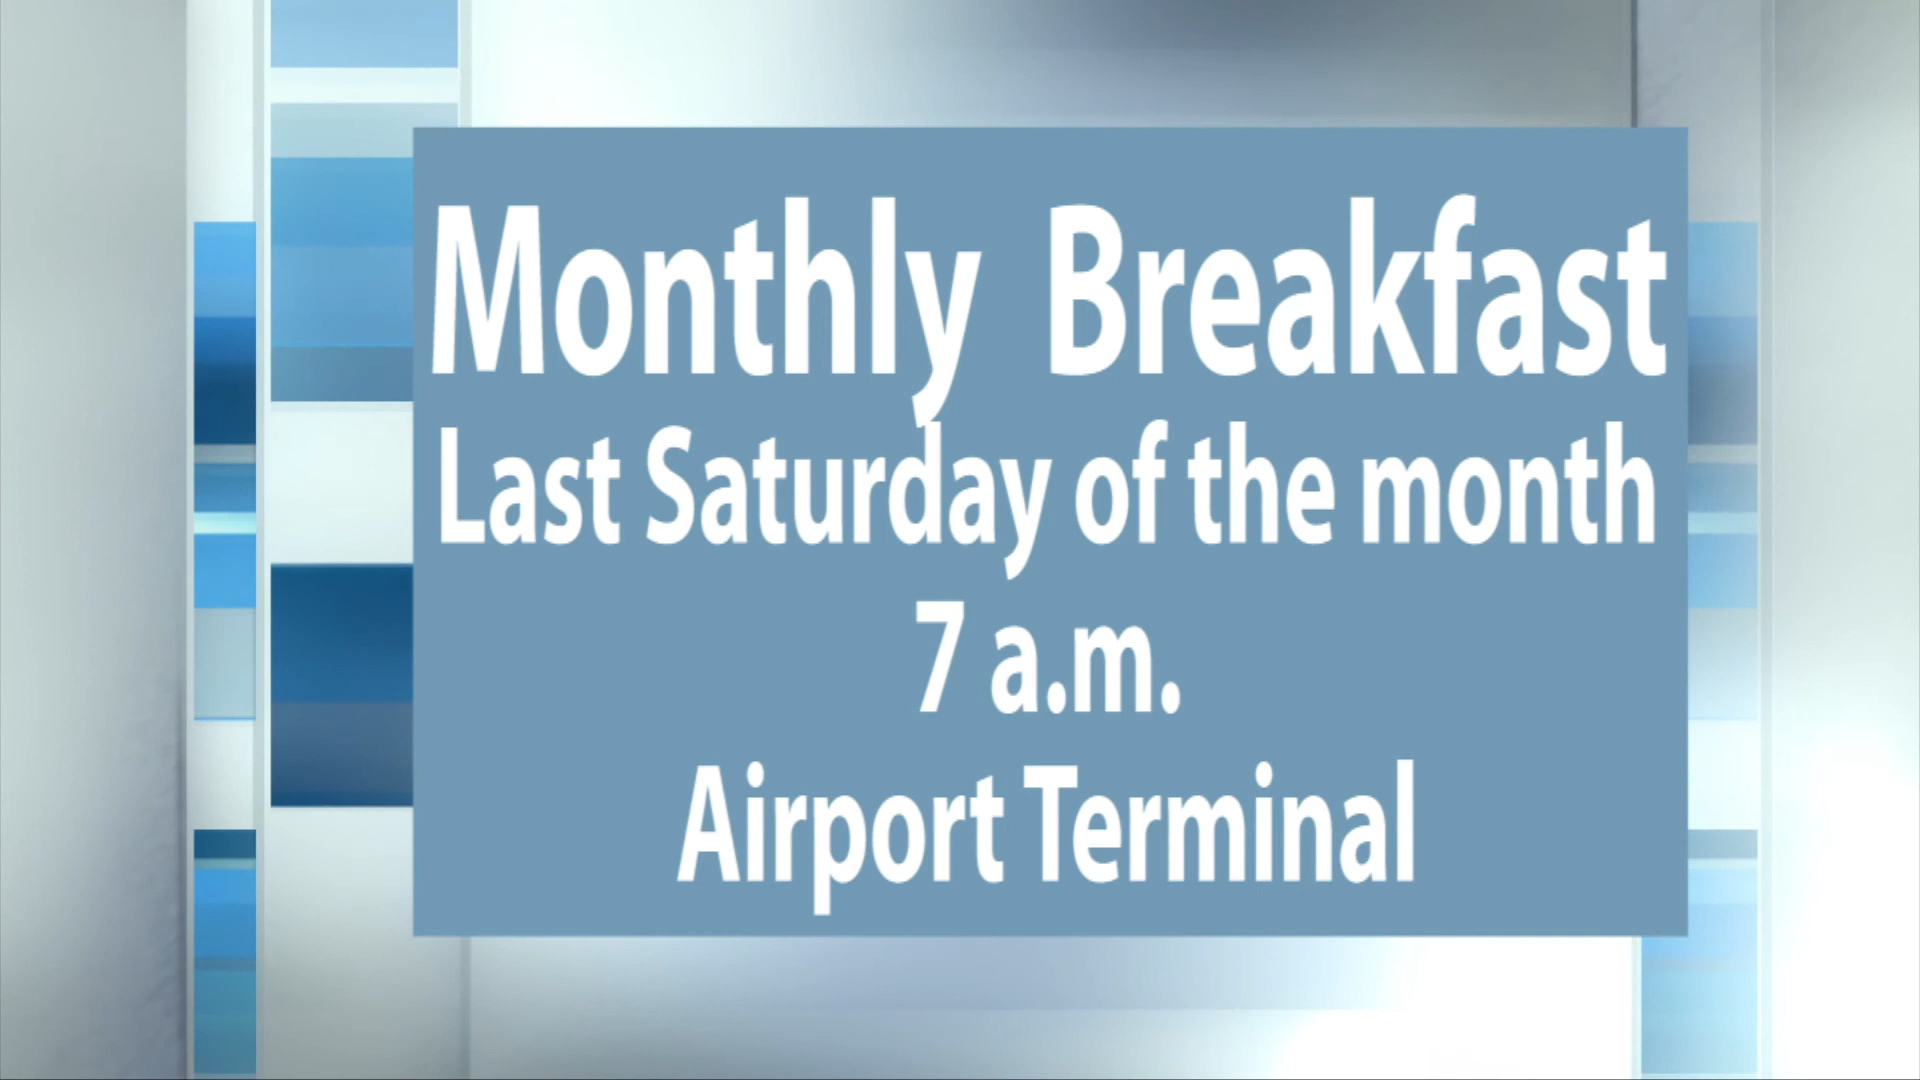 Monthly Breakfast
Last Saturday of the month
7 a.m.
Airport Terminal